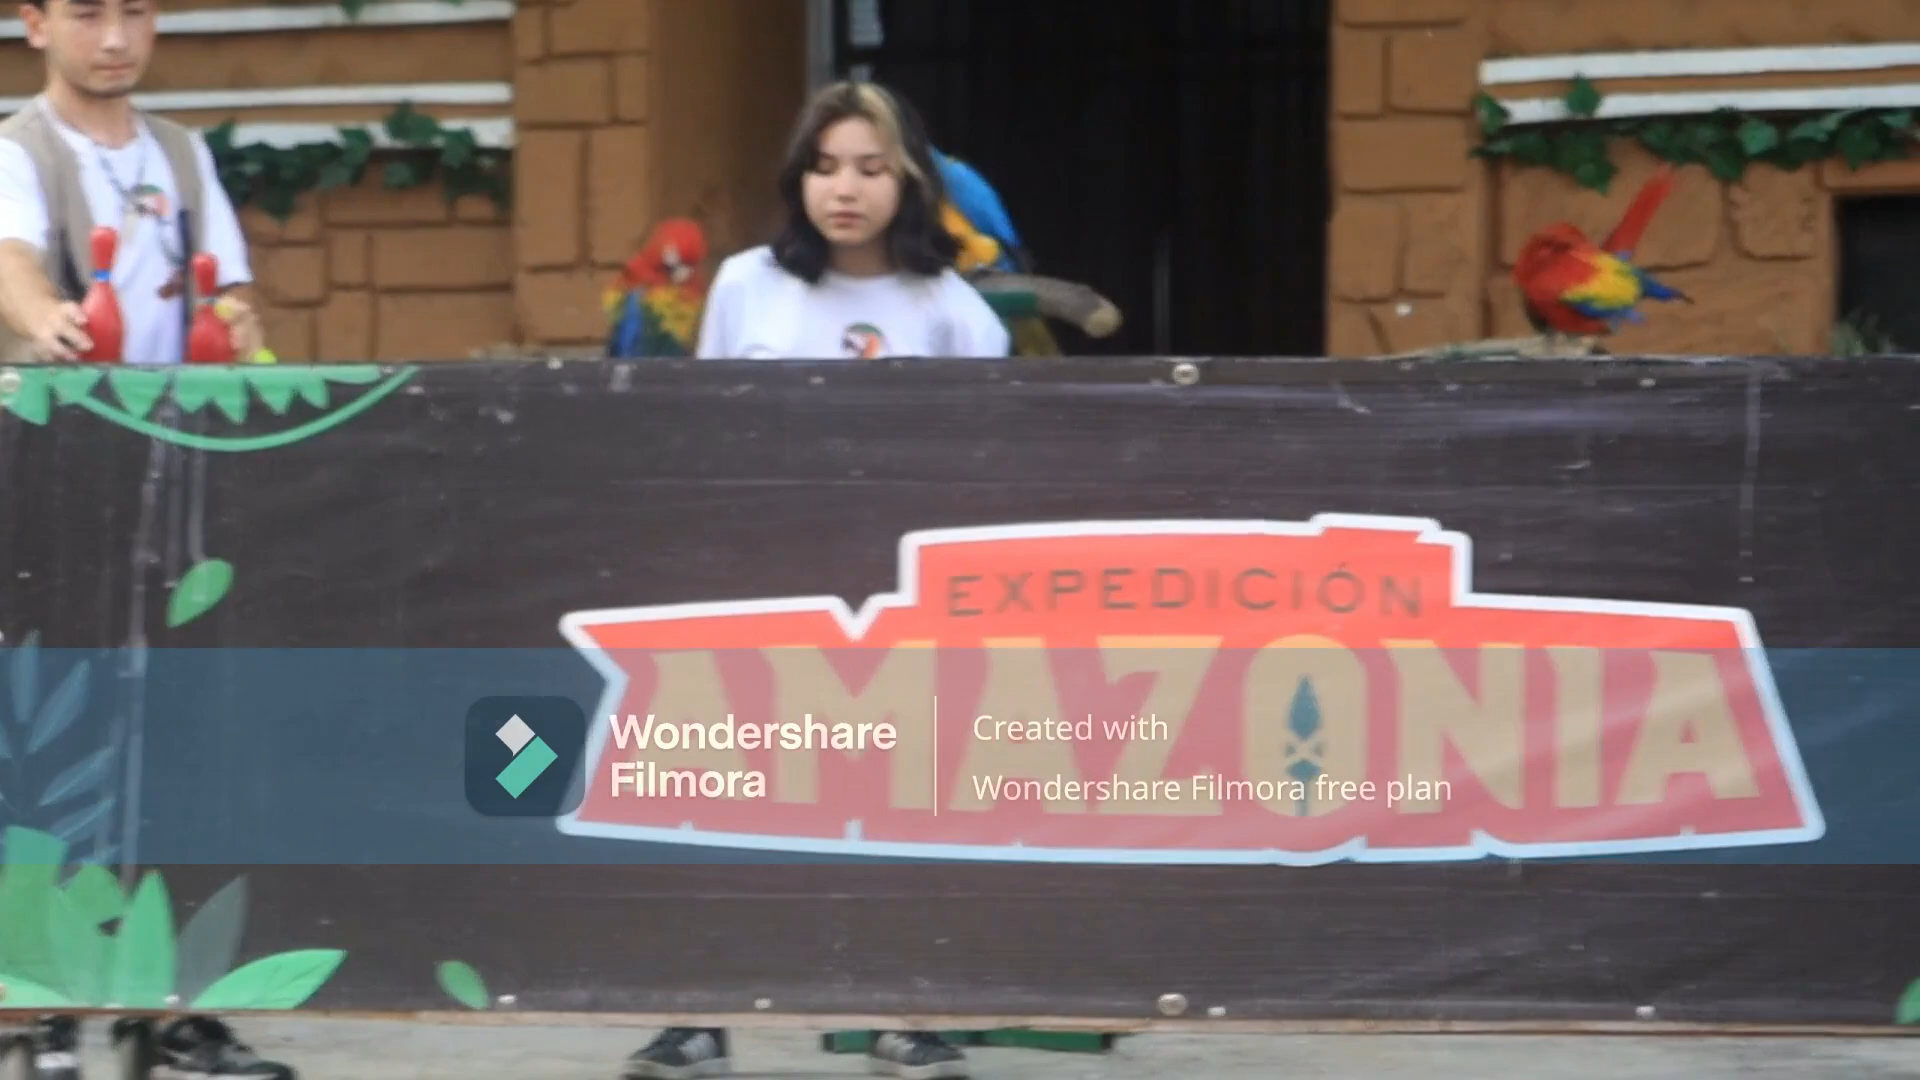 EXPEDICIÓN
AMAZONIA
Wondershare
Filmora
Created with
Wondershare Filmora free plan